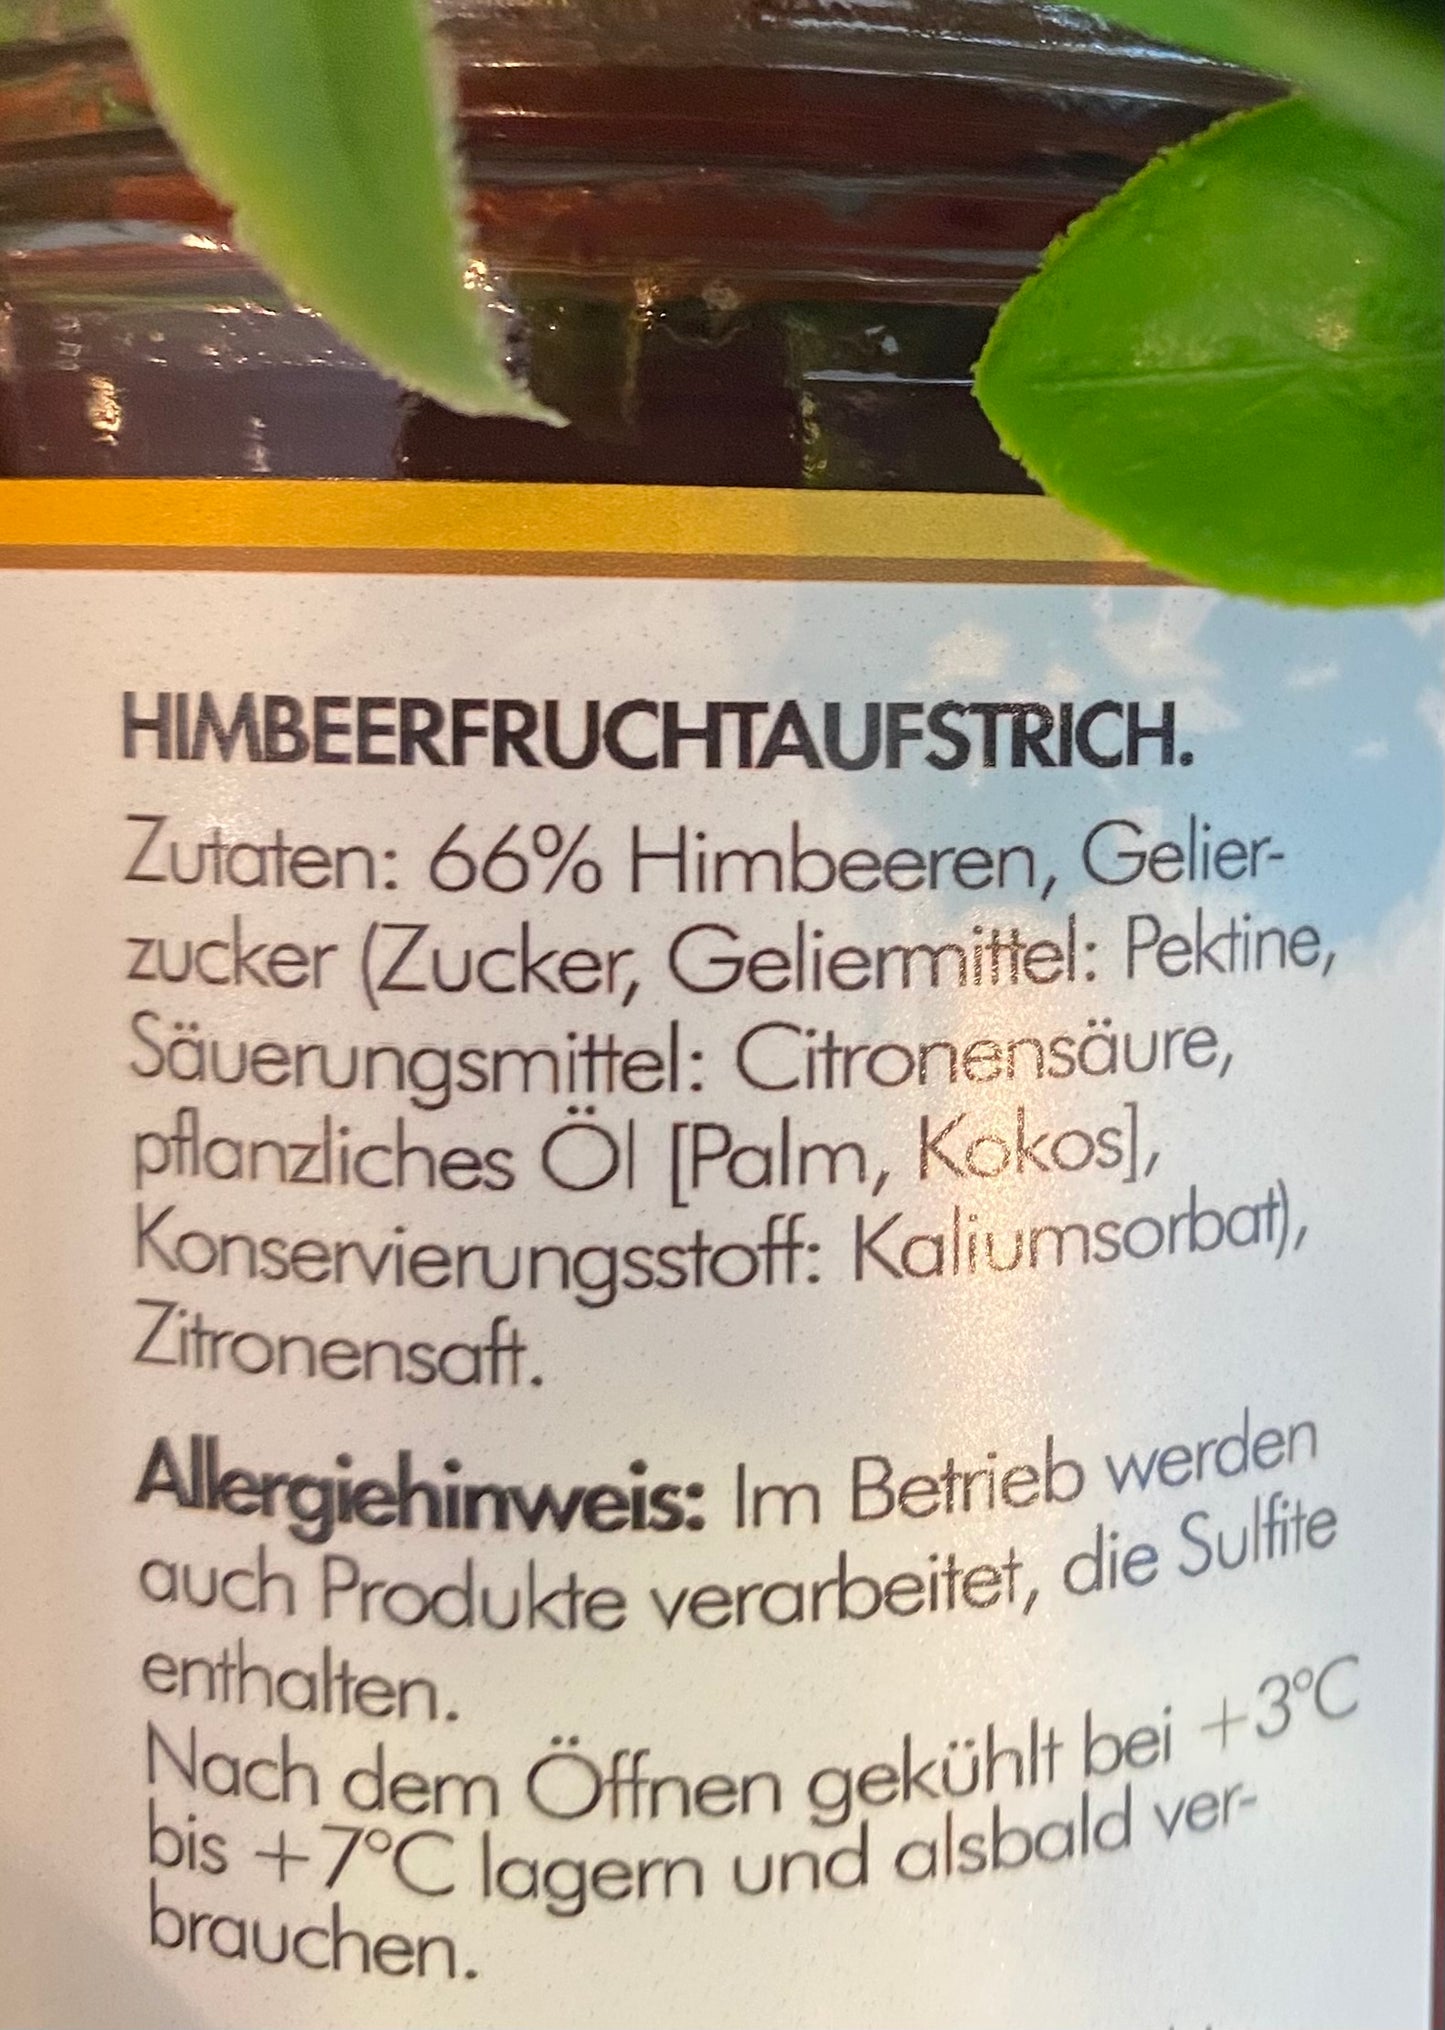 HIMBEERFRUCHTAUFSTRICH.
Zutaten: 66% Himbeeren, Gelier-
zucker (Zucker, Geliermittel: Pektine,
Säuerungsmittel: Citronensäure,
pflanzliches Öl [Palm, Kokos],
Konservierungsstoff: Kaliumsorbat),
Zitronensaft.
Allergiehinweis: Im Betrieb werden
auch Produkte verarbeitet, die Sulfite
enthalten.
Nach dem Öffnen gekühlt bei +3°C
bis +7°C lagern und alsbald ver-
brauchen.